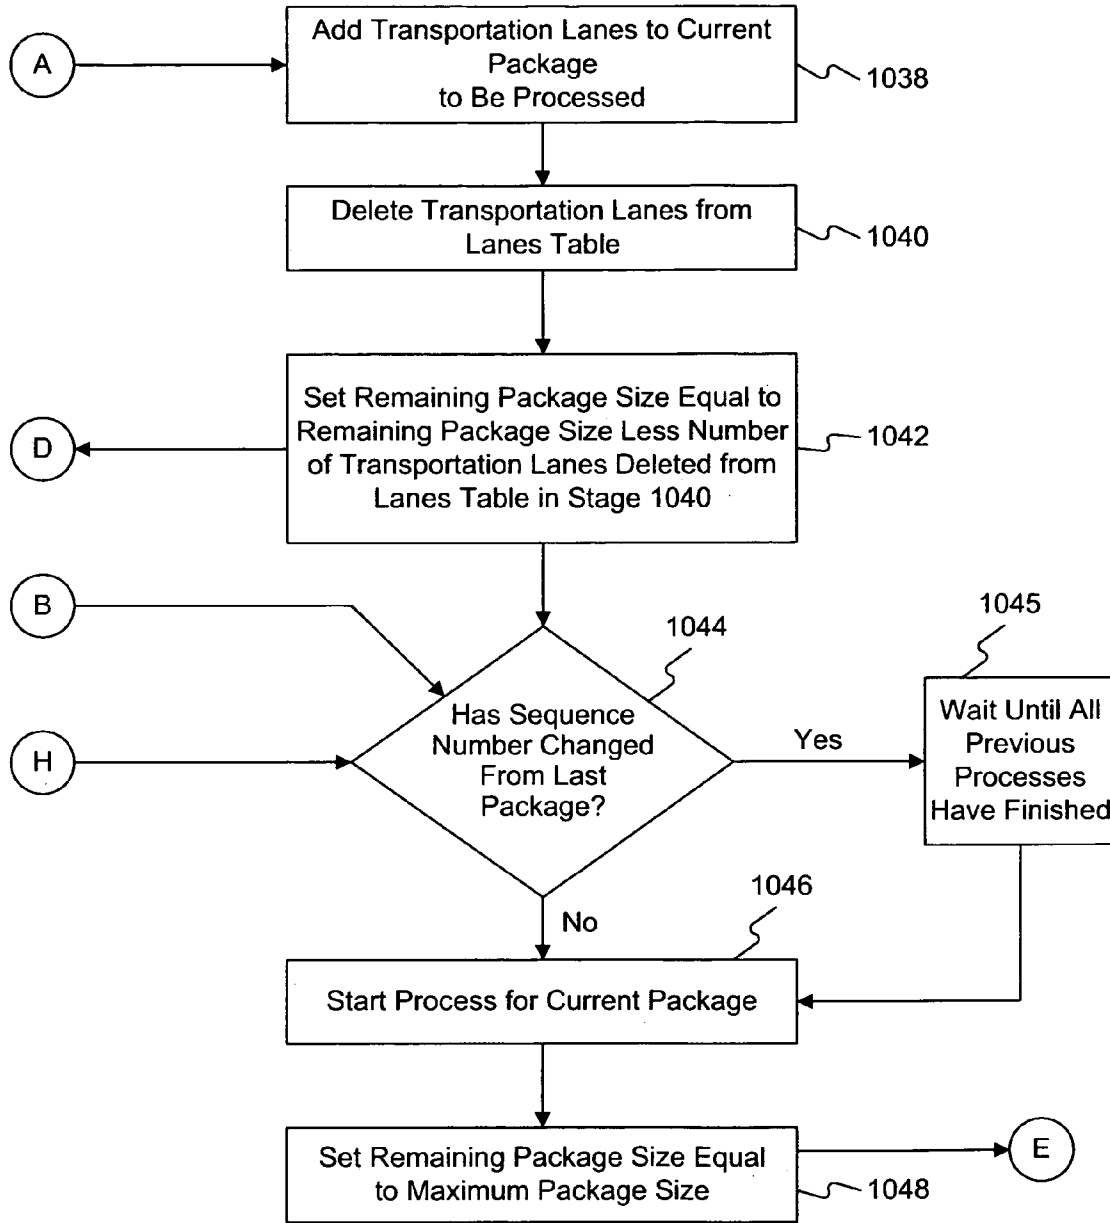 Add Transportation Lanes to Current
Package
to Be Processed
A
1038
Delete Transportation Lanes from
Lanes Table
1040
Set Remaining Package Size Equal to
Remaining Package Size Less Number
of Transportation Lanes Deleted from
Lanes Table in Stage 1040
D
1042
B
1044
1045
Has Sequence
Number Changed
From Last
Package?
H
Yes
Wait Until All
Previous
Processes
Have Finished
No
1046
Start Process for Current Package
Set Remaining Package Size Equal
to Maximum Package Size
E
1048